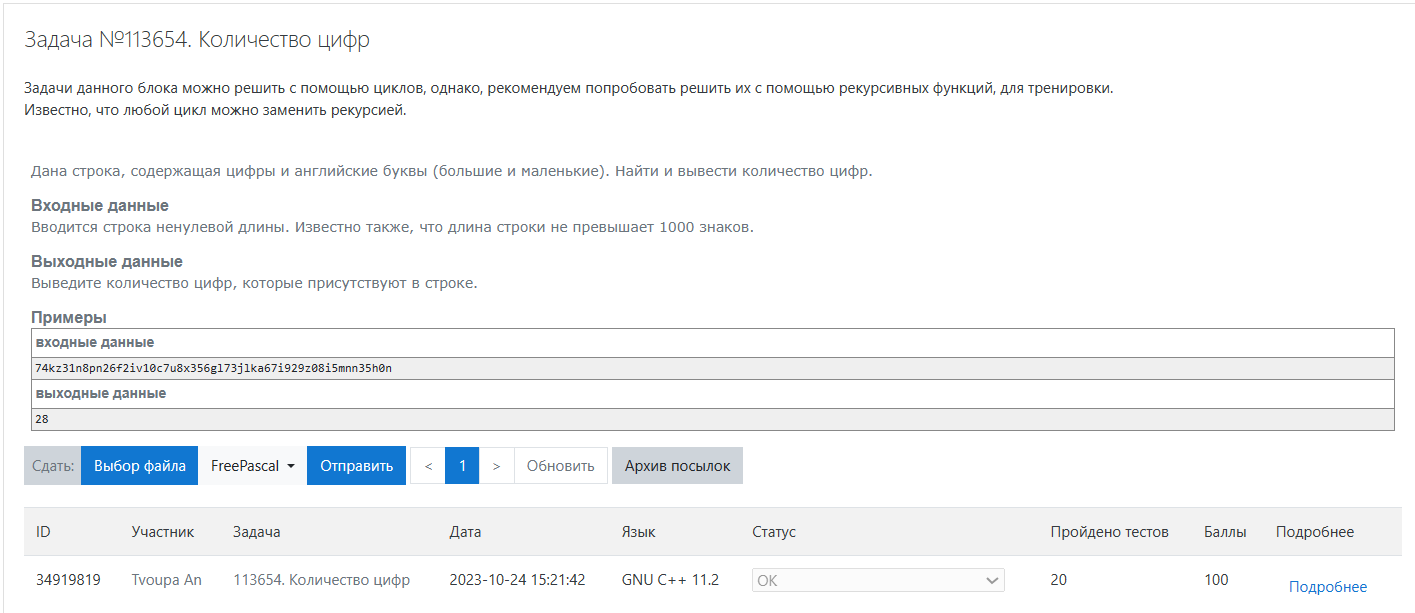 Задача №113654. Количество цифр
Задачи данного блока можно решить с помощью циклов, однако, рекомендуем попробовать решить их с помощью рекурсивных функций, для тренировки.
Известно, что любой цикл можно заменить рекурсией.
Дана строка, содержащая цифры и английские буквы (большие и маленькие). Найти и вывести количество цифр.
Входные данные
Вводится строка ненулевой длины. Известно также, что длина строки не превышает 1000 знаков.
Выходные данные
Выведите количество цифр, которые присутствуют в строке.
Примеры
входные данные
74kz31n8pn26f2iv10c7u8x356gl73jlka67i929z08i5mnn35h0n
выходные данные
28
Сдать: Выбор файла FreePascal Отправить < 1 > Обновить Архив посылок
ID Участник Задача Дата Язык Статус Пройдено тестов Баллы Подробнее
34919819 Tvoupa An 113654. Количество цифр 2023-10-24 15:21:42 GNU C++ 11.2 OK 20 100 Подробнее